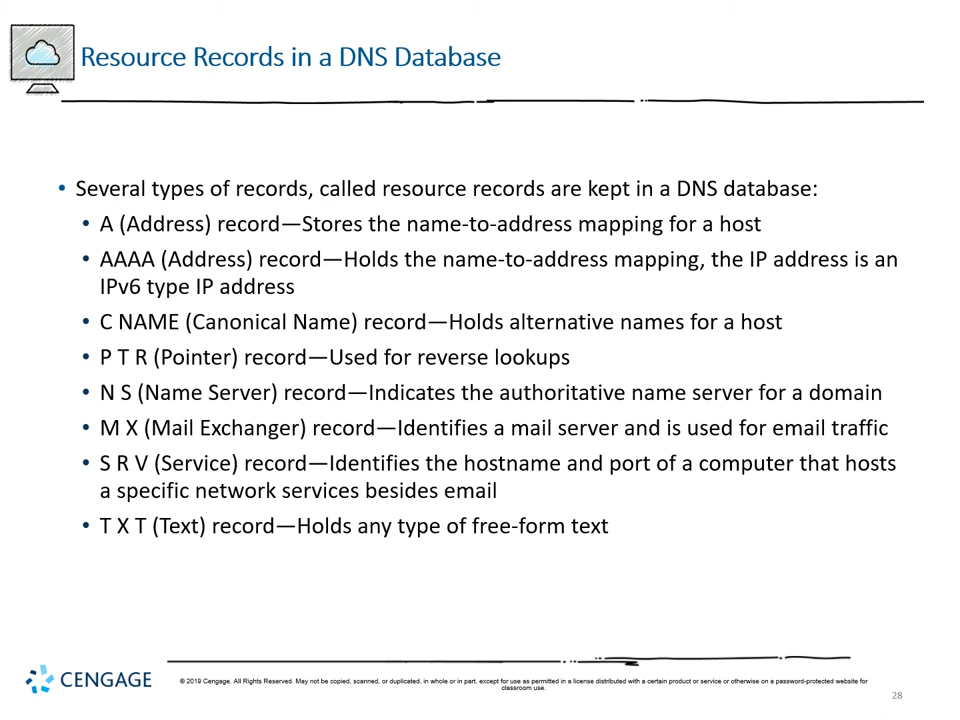 Resource Records in a DNS Database
• Several types of records, called resource records are kept in a DNS database:
• A (Address) record—Stores the name-to-address mapping for a host
• AAAA (Address) record—Holds the name-to-address mapping, the IP address is an
IPv6 type IP address
• C NAME (Canonical Name) record—Holds alternative names for a host
• P T R (Pointer) record—Used for reverse lookups
• N S (Name Server) record—Indicates the authoritative name server for a domain
• M X (Mail Exchanger) record—Identifies a mail server and is used for email traffic
• S R V (Service) record—Identifies the hostname and port of a computer that hosts
a specific network services besides email
• T X T (Text) record—Holds any type of free-form text
CENGAGE
© 2019 Cengage. All Rights Reserved. May not be copied, scanned, or duplicated, in whole or in part, except for use as permitted in a license distributed with a certain product or service or otherwise on a password-protected website for
classroom use.
28